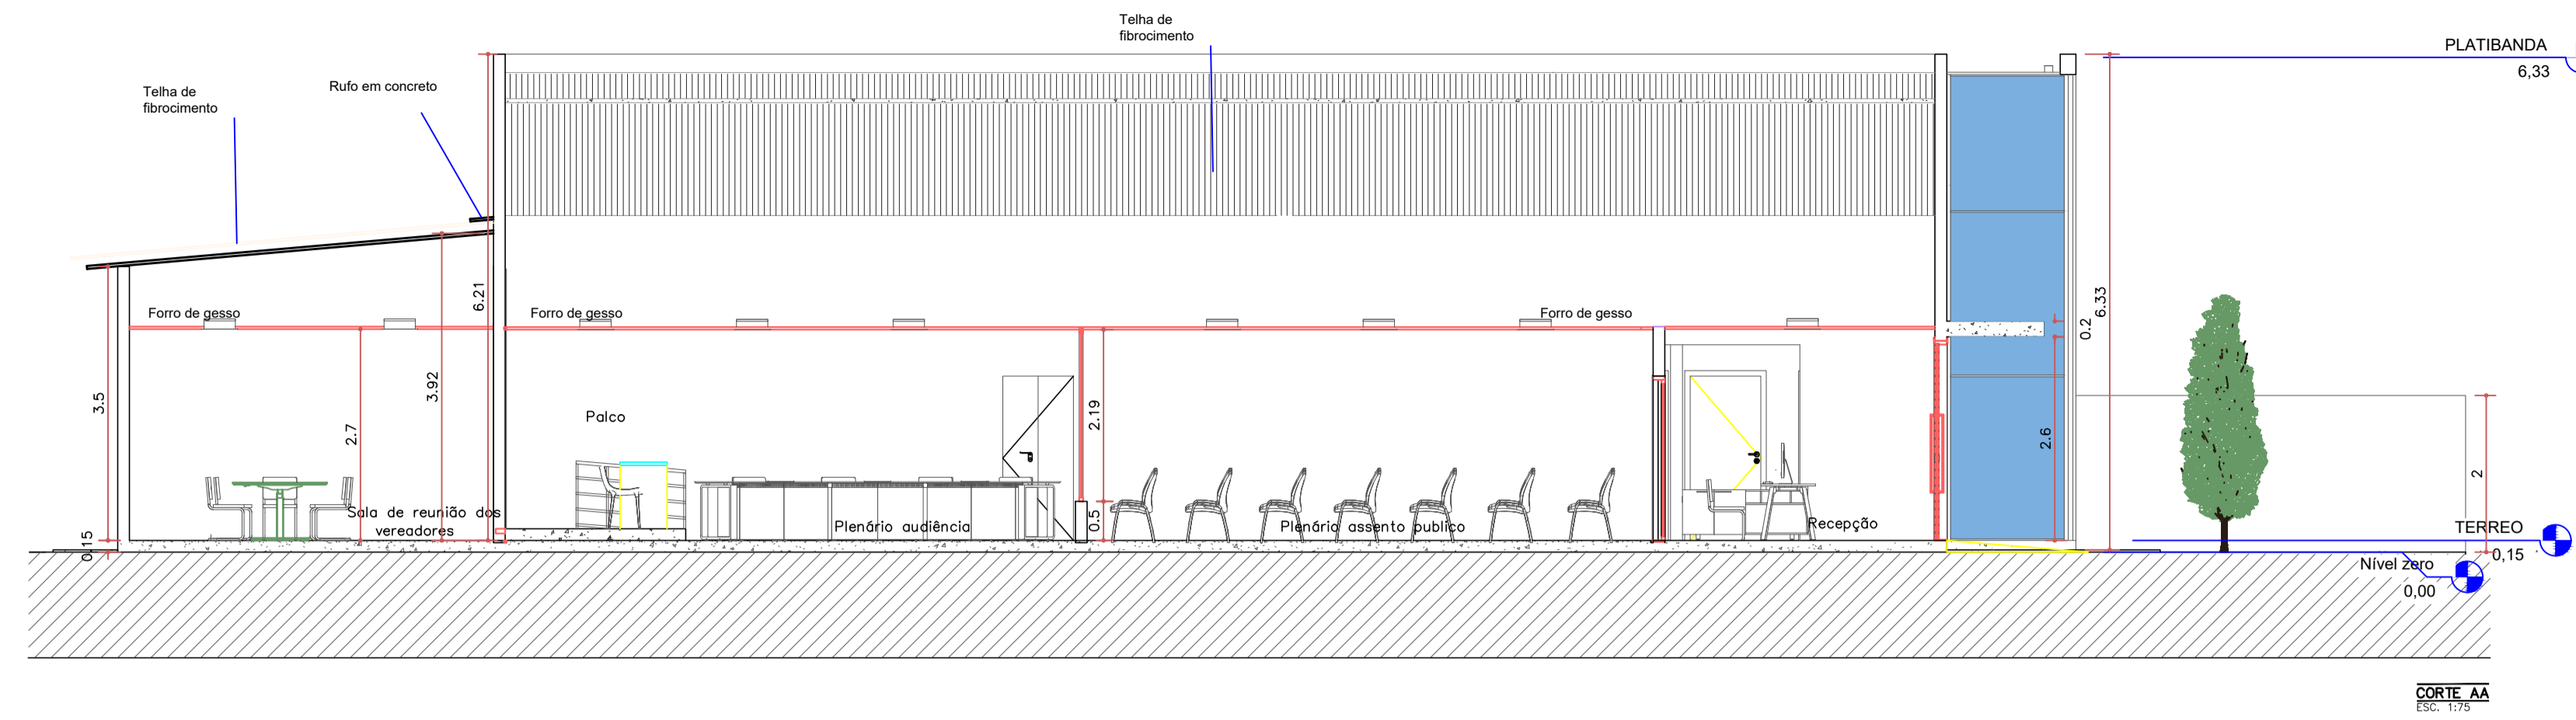 Telha de
fibrocimento
PLATIBANDA
6,33
Telha de
fibrocimento
Rufo em concreto
6.21
6.33
0.2
Forro de gesso
Forro de gesso
Forro de gesso
3.5
3.92
2.7
2.19
2.6
2
Palco
Sala de reunião dos
vereadores
Plenário audiência
0.5
Plenário assento publico
Recepção
0.15
TERREO
0,15
Nível zero
0,00
CORTE AA
ESC. 1:75